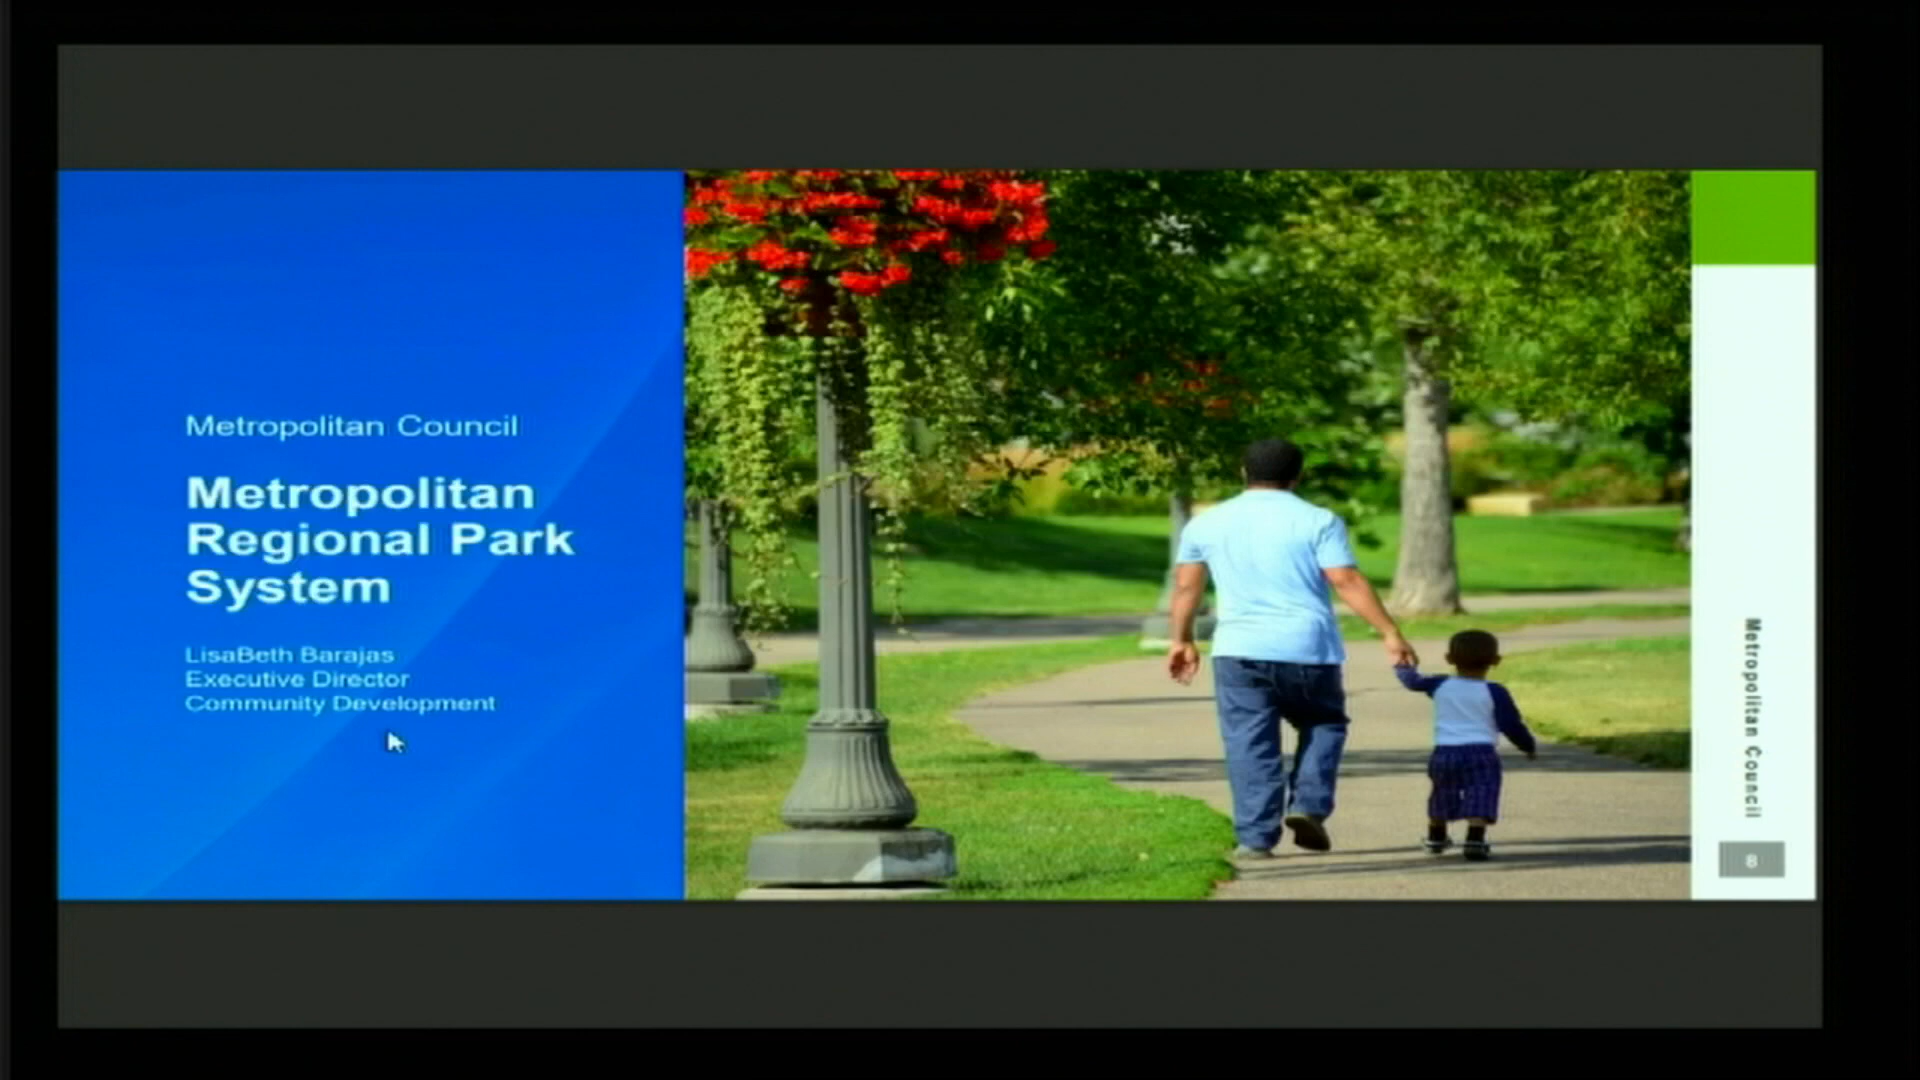 Metropolitan Council
Metropolitan
Regional Park
System
LisaBeth Barajas
Executive Director
Community Development
Metropolitan Council
8